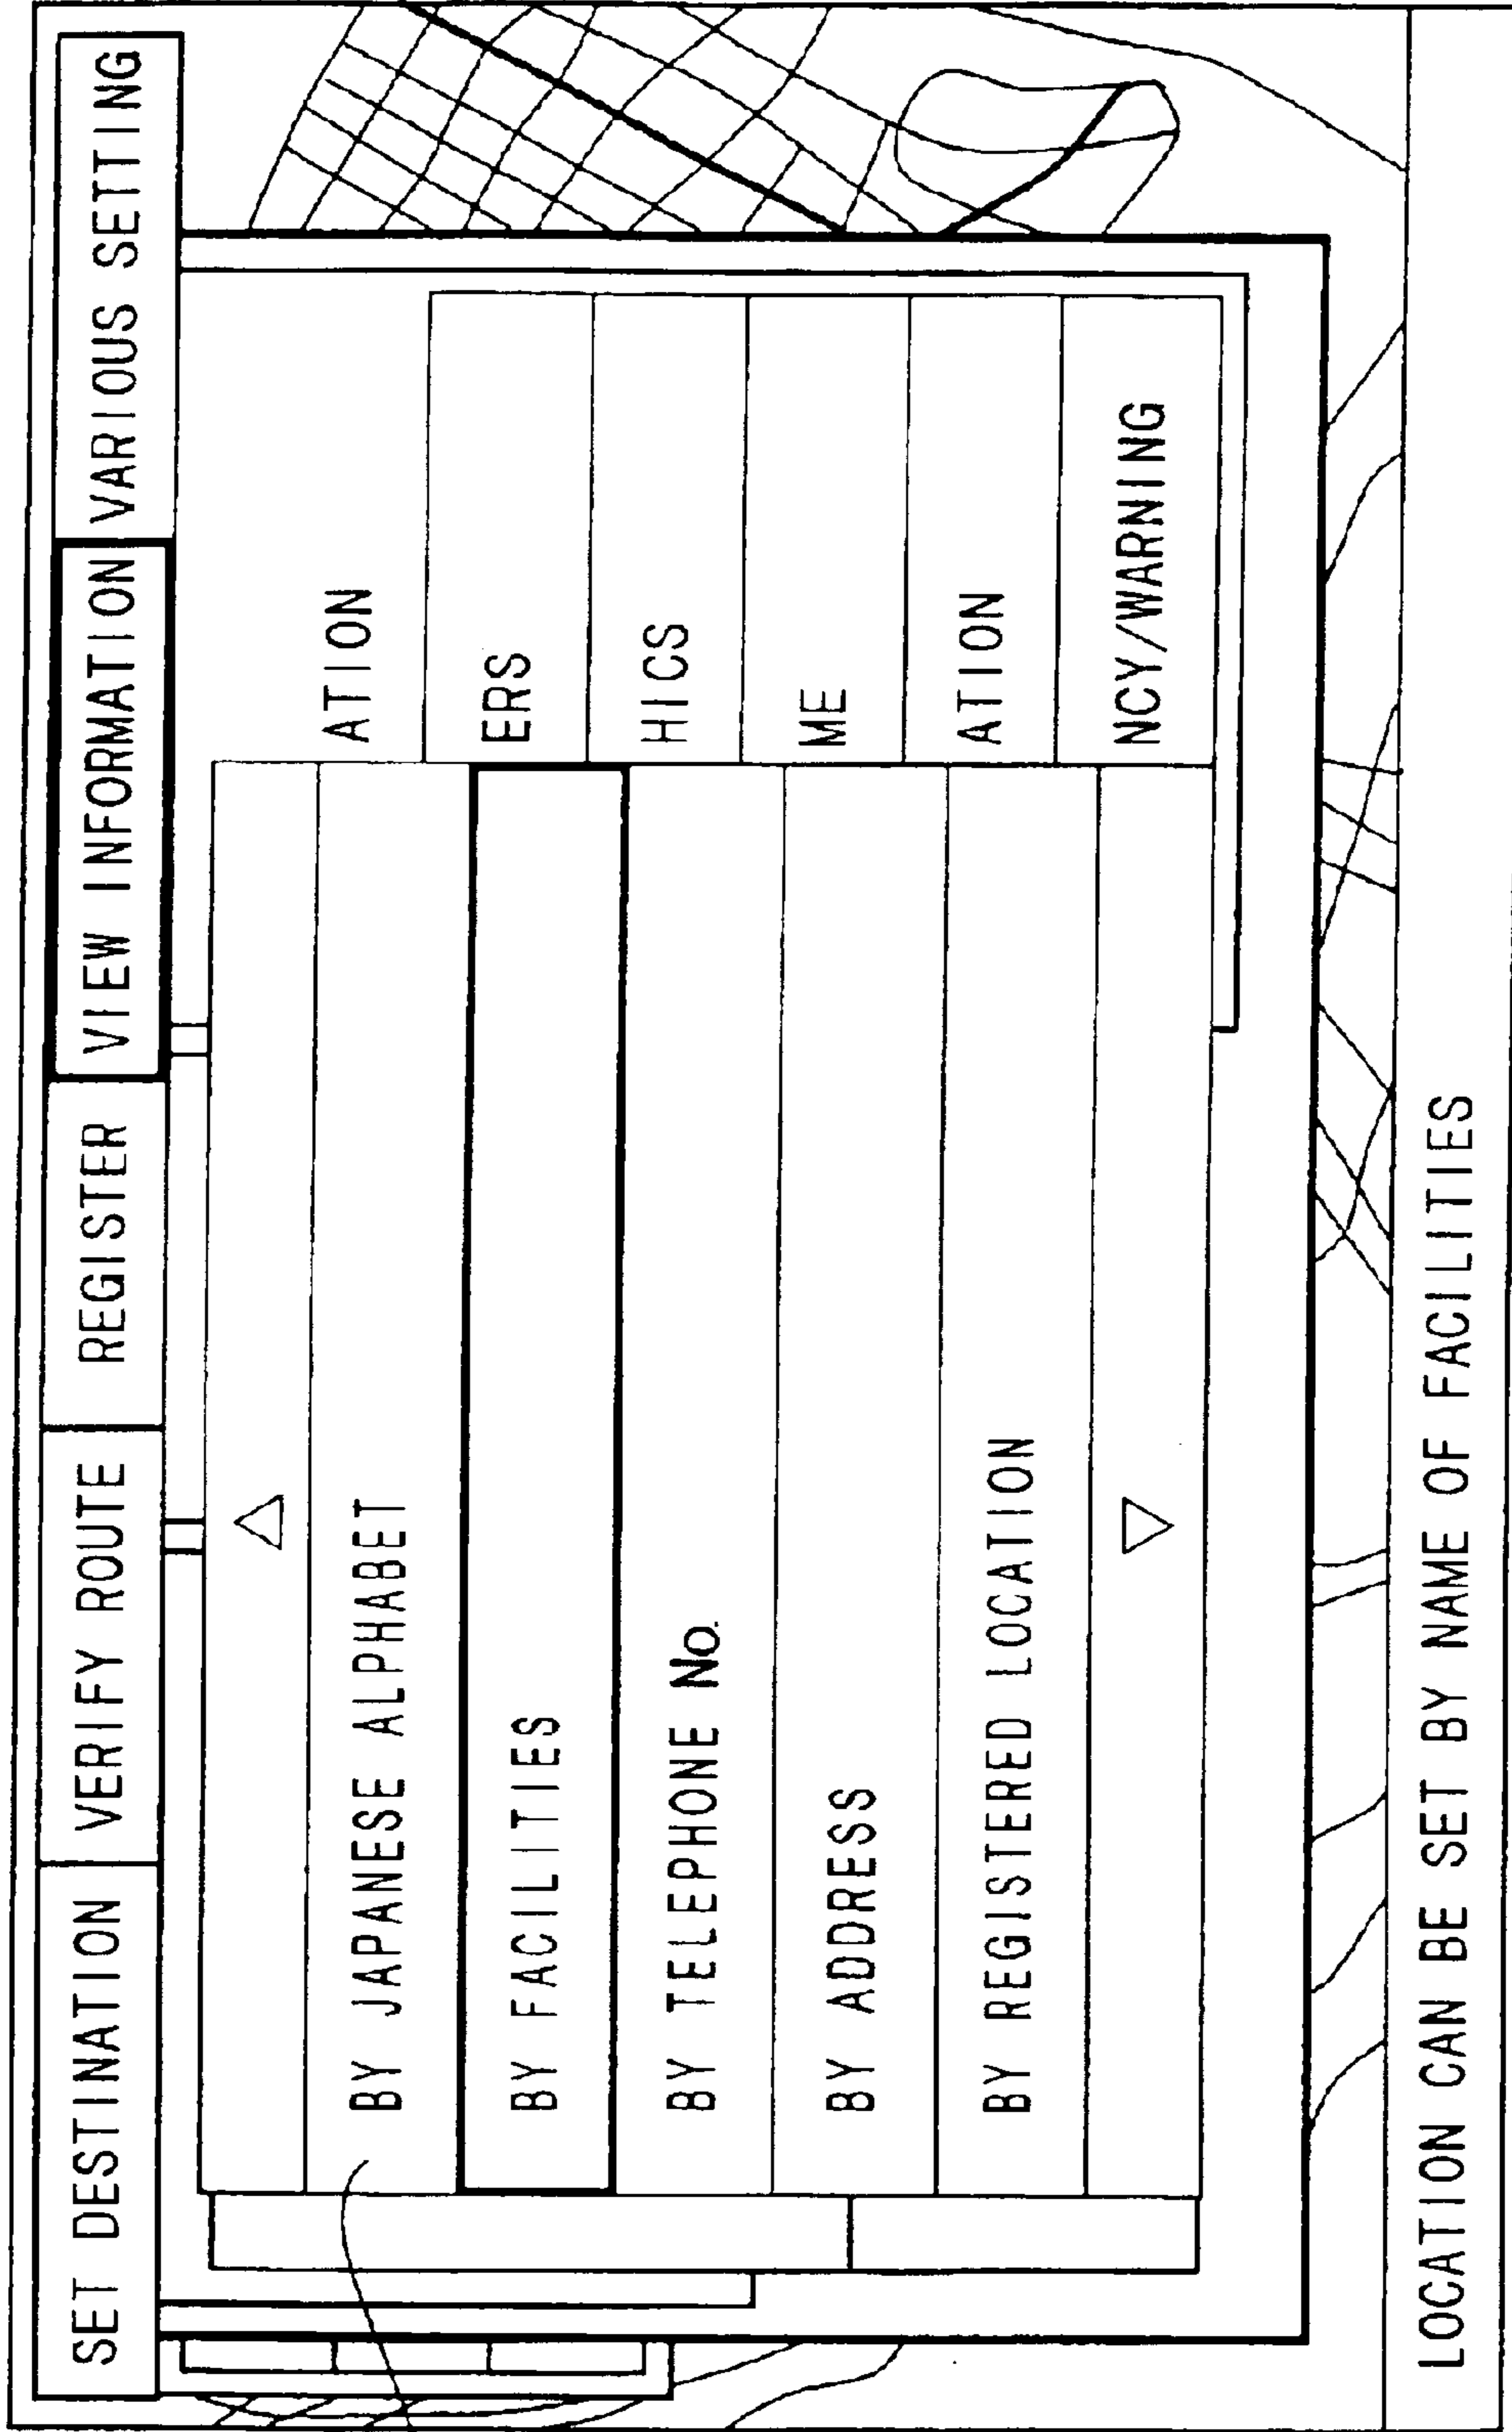 SET DESTINATION VERIFY ROUTE REGISTER VIEW INFORMATION VARIOUS SETTING
△
ATION
BY JAPANESE ALPHABET
ERS
BY FACILITIES
HICS
BY TELEPHONE No.
ME
BY ADDRESS
ATION
BY REGISTERED LOCATION
NCY/WARNING
▽
LOCATION CAN BE SET BY NAME OF FACILITIES